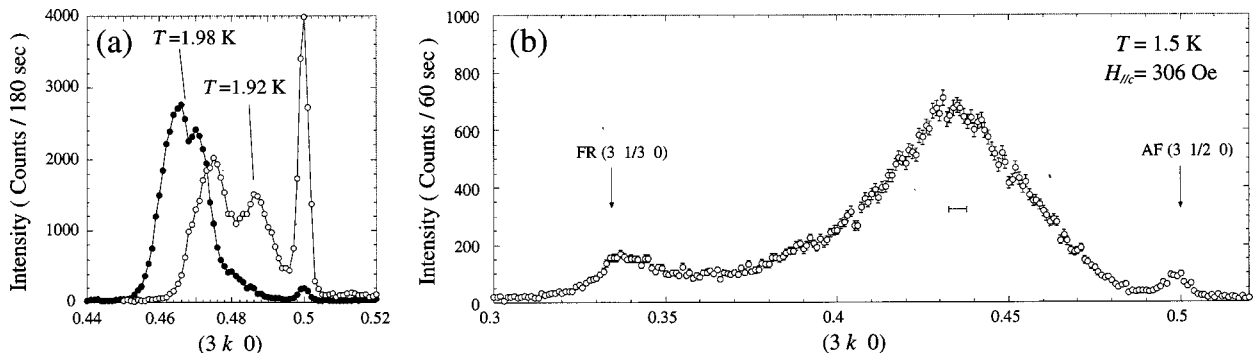 (a)
T=1.98 K
T=1.92 K
Intensity ( Counts / 180 sec)
4000
3000
2000
1000
0
0.44 0.46 0.48 0.5 0.52
(3 k 0)
(b)
T = 1.5 K
H//c= 306 Oe
FR (3 1/3 0)
AF (3 1/2 0)
Intensity ( Counts / 60 sec)
1000
800
600
400
200
0
0.3 0.35 0.4 0.45 0.5
(3 k 0)